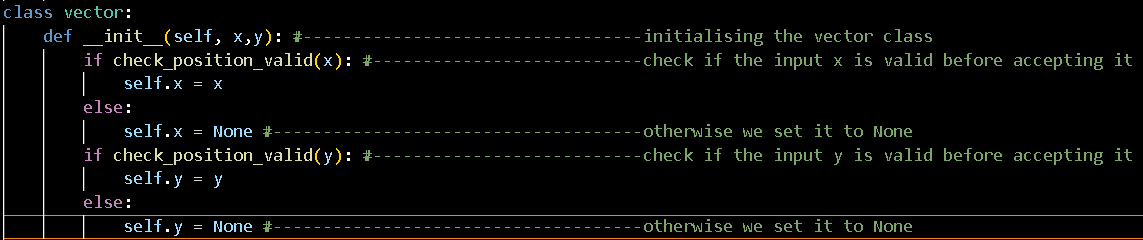 class vector:
    def __init__(self, x,y): #----------------------------------initialising the vector class
        if check_position_valid(x): #---------------------------check if the input x is valid before accepting it
            self.x = x
        else:
            self.x = None #-------------------------------------otherwise we set it to None
        if check_position_valid(y): #---------------------------check if the input y is valid before accepting it
            self.y = y
        else:
            self.y = None #-------------------------------------otherwise we set it to None